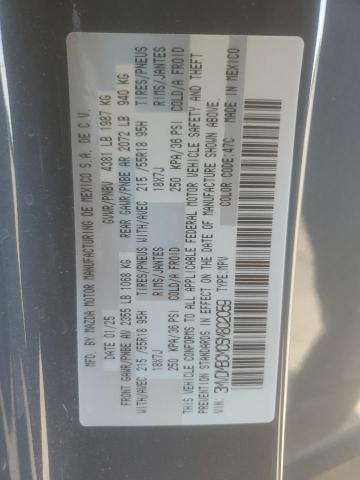 MFD BY MAZDA MOTOR MANUFACTURING DE MEXICO S.A. DE C.V.
DATE 01/25 GVWR/PNBV 4381 LB 1987 KG
FRONT GAWR/PNBE AV 2355 LB 1068 KG REAR GAWR/PNBE AR 2072 LB 940 KG
WITH/AVEC 215 /55R18 95H TIRES/PNEUS WITH/AVEC 215 /55R18 95H TIRES/PNEUS
18X7J RIMS/JANTES 18X7J RIMS/JANTES
250 KPA/36 PSI COLD/A FROID 250 KPA/36 PSI COLD/A FROID
THIS VEHICLE CONFORMS TO ALL APPLICABLE FEDERAL MOTOR VEHICLE SAFETY AND THEFT
STANDARDS IN EFFECT ON THE DATE OF MANUFACTURE SHOWN ABOVE.
VIN: TYPE:MPV COLOR CODE:47C MADE IN MEXICO